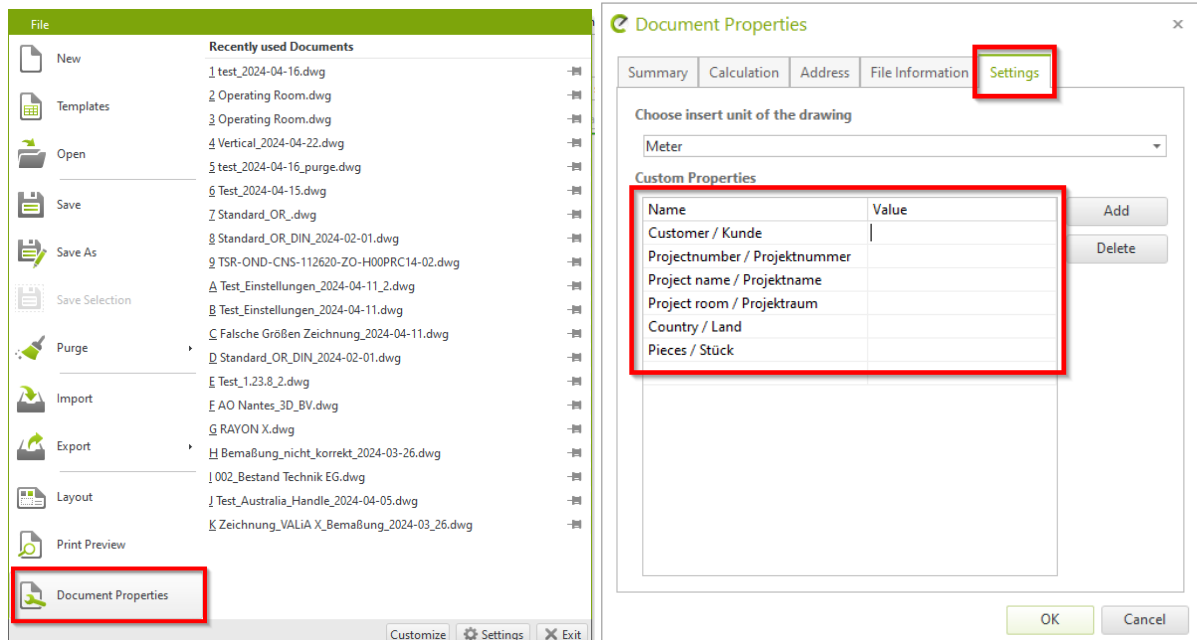 File
New
Templates
Open
Save
Save As
Save Selection
Purge
Import
Export
Layout
Print Preview
Document Properties
Recently used Documents
1 test_2024-04-16.dwg
2 Operating Room.dwg
3 Operating Room.dwg
4 Vertical_2024-04-22.dwg
5 test_2024-04-16_purge.dwg
6 Test_2024-04-15.dwg
7 Standard_OR_.dwg
8 Standard_OR_DIN_2024-02-01.dwg
9 TSR-OND-CNS-112620-ZO-H00PRC14-02.dwg
A Test_Einstellungen_2024-04-11_2.dwg
B Test_Einstellungen_2024-04-11.dwg
C Falsche Größen Zeichnung_2024-04-11.dwg
D Standard_OR_DIN_2024-02-01.dwg
E Test_1.23.8_2.dwg
F AO Nantes_3D_BV.dwg
G RAYON X.dwg
H Bemaßung_nicht_korrekt_2024-03-26.dwg
I 002_Bestand Technik EG.dwg
J Test_Australia_Handle_2024-04-05.dwg
K Zeichnung_VALiA X_Bemaßung_2024-03_26.dwg
Customize Settings Exit
Document Properties
Summary Calculation Address File Information Settings
Choose insert unit of the drawing
Meter
Custom Properties
Name Value
Customer / Kunde
Projectnumber / Projektnummer
Project name / Projektname
Project room / Projektraum
Country / Land
Pieces / Stück
Add
Delete
OK Cancel